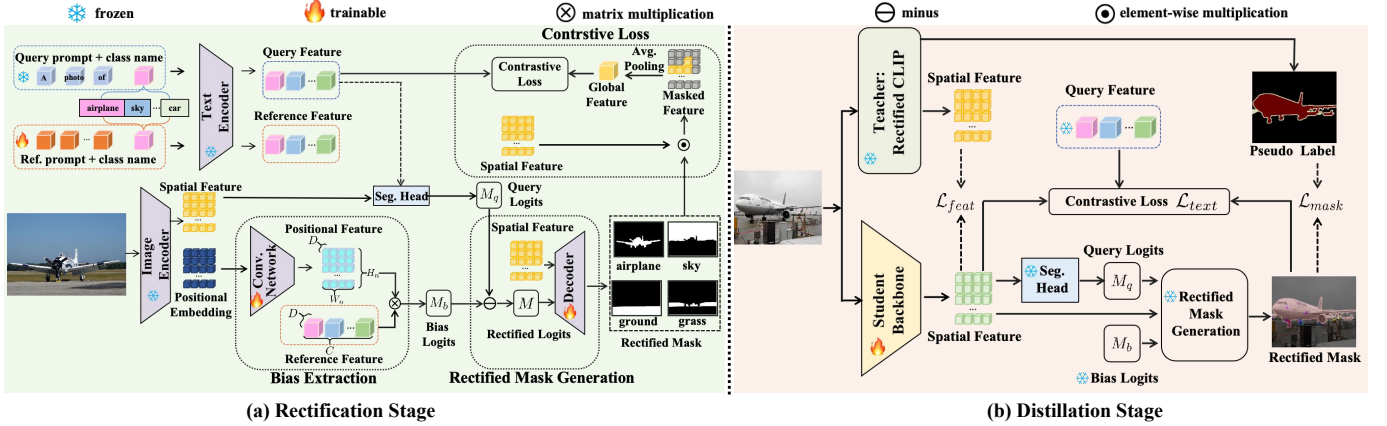 frozen
trainable
matrix multiplication
minus
element-wise multiplication
Contrstive Loss
Query prompt + class name
A photo of
airplane sky ... car
Ref. prompt + class name
Text Encoder
Query Feature
Reference Feature
Contrastive Loss
Global Feature
Avg. Pooling
Masked Feature
Spatial Feature
Spatial Feature
Seg. Head
M_q
Query Logits
Image Encoder
Positional Embedding
Conv. Network
Positional Feature
D
H_n
W_n
D
C
Reference Feature
Bias Extraction
M_b
Bias Logits
Spatial Feature
M
Rectified Logits
Decoder
Rectified Mask Generation
airplane
sky
ground
grass
Rectified Mask
(a) Rectification Stage
Teacher: Rectified CLIP
Spatial Feature
Query Feature
Pseudo Label
L_feat
Contrastive Loss L_text
L_mask
Student Backbone
Spatial Feature
Seg. Head
Query Logits
M_q
M_b
Bias Logits
Rectified Mask Generation
Rectified Mask
(b) Distillation Stage